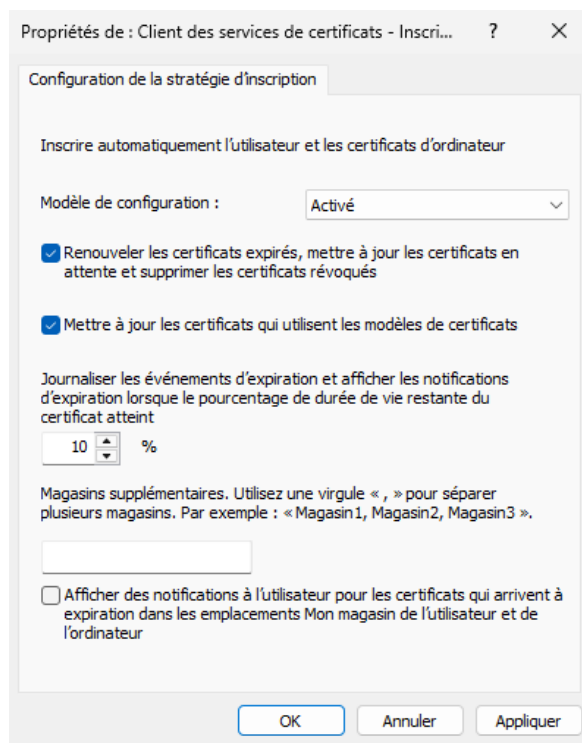 Propriétés de : Client des services de certificats - Inscri... ?
Configuration de la stratégie d'inscription
Inscrire automatiquement l'utilisateur et les certificats d'ordinateur
Modèle de configuration : Activé
Renouveler les certificats expirés, mettre à jour les certificats en
attente et supprimer les certificats révoqués
Mettre à jour les certificats qui utilisent les modèles de certificats
Journaliser les événements d'expiration et afficher les notifications
d'expiration lorsque le pourcentage de durée de vie restante du
certificat atteint
10 %
Magasins supplémentaires. Utilisez une virgule « , » pour séparer
plusieurs magasins. Par exemple : « Magasin1, Magasin2, Magasin3 ».
Afficher des notifications à l'utilisateur pour les certificats qui arrivent à
expiration dans les emplacements Mon magasin de l'utilisateur et de
l'ordinateur
OK Annuler Appliquer